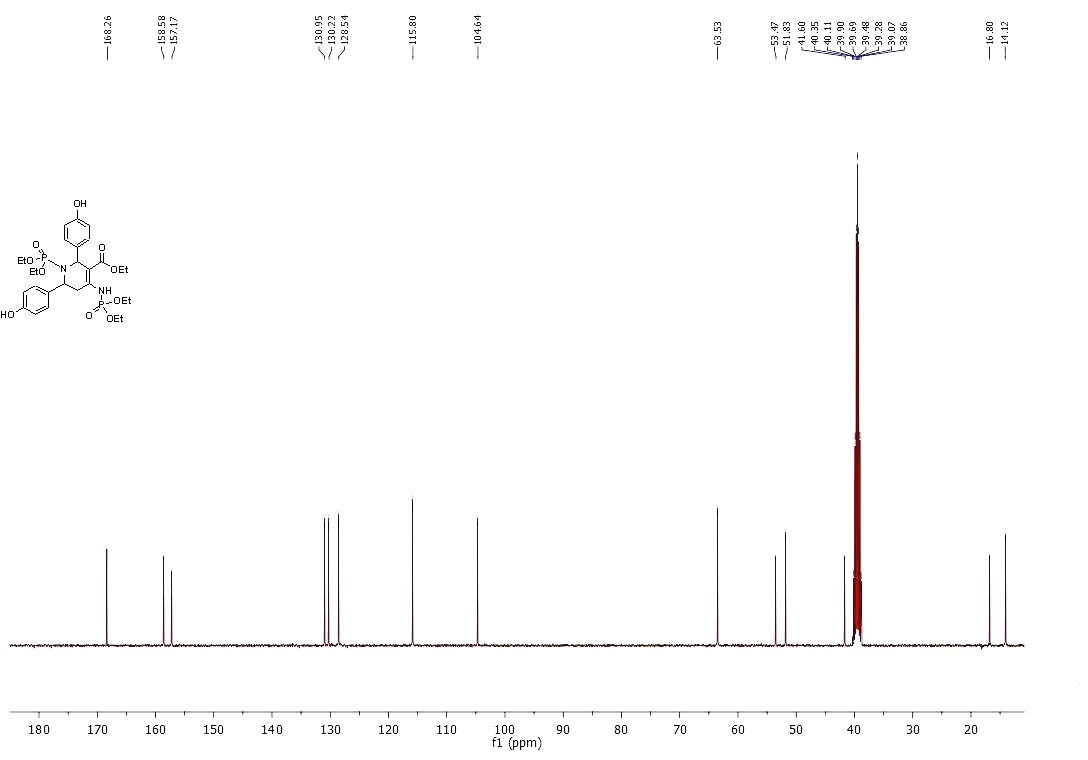 168.26
158.58
157.17
130.95
130.22
128.54
115.80
104.64
63.53
53.47
51.83
41.60
40.35
40.11
39.90
39.69
39.48
39.28
39.07
38.86
16.80
14.12
OH
O
EtO P
EtO
N
O
OEt
NH
P OEt
O
OEt
HO
180 170 160 150 140 130 120 110 100 90 80 70 60 50 40 30 20
f1 (ppm)